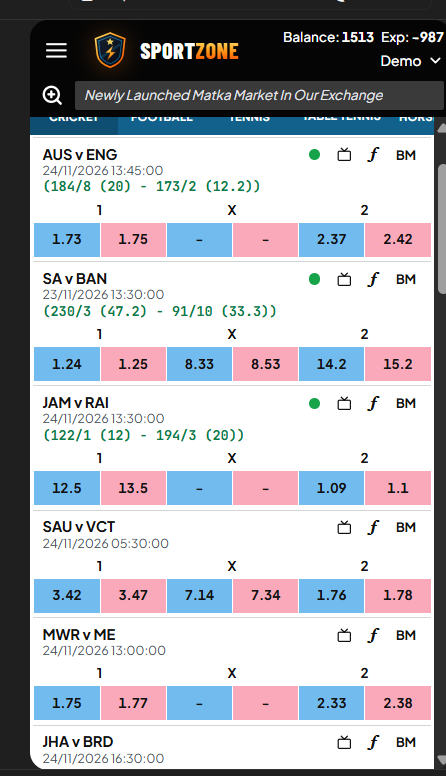 Balance: 1513 Exp: -987
SPORTZONE
Demo
Newly Launched Matka Market In Our Exchange
CRICKET FOOTBALL TENNIS TABLE TENNIS HORS
AUS v ENG f BM
24/11/2026 13:45:00
(184/8 (20) - 173/2 (12.2))
1 X 2
1.73 1.75 - - 2.37 2.42
SA v BAN f BM
23/11/2026 13:30:00
(230/3 (47.2) - 91/10 (33.3))
1 X 2
1.24 1.25 8.33 8.53 14.2 15.2
JAM v RAI f BM
24/11/2026 13:30:00
(122/1 (12) - 194/3 (20))
1 X 2
12.5 13.5 - - 1.09 1.1
SAU v VCT f BM
24/11/2026 05:30:00
1 X 2
3.42 3.47 7.14 7.34 1.76 1.78
MWR v ME f BM
24/11/2026 13:00:00
1 X 2
1.75 1.77 - - 2.33 2.38
JHA v BRD f BM
24/11/2026 16:30:00